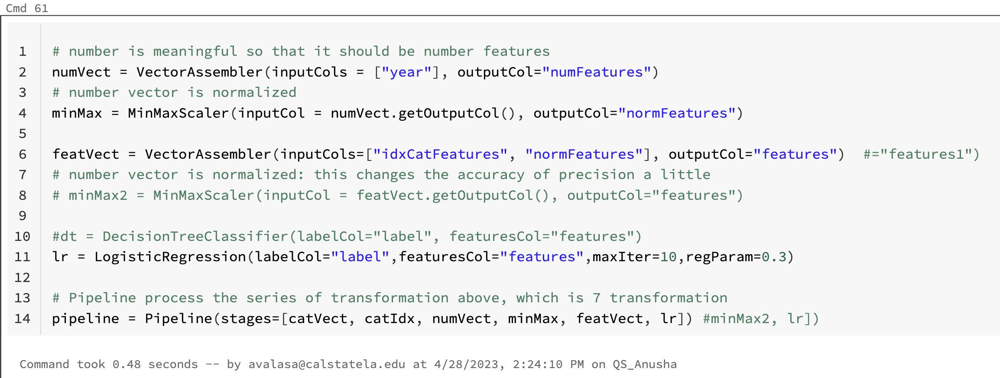 Cmd 61
1 # number is meaningful so that it should be number features
2 numVect = VectorAssembler(inputCols = ["year"], outputCol="numFeatures")
3 # number vector is normalized
4 minMax = MinMaxScaler(inputCol = numVect.getOutputCol(), outputCol="normFeatures")
5
6 featVect = VectorAssembler(inputCols=["idxCatFeatures", "normFeatures"], outputCol="features")  #="features1")
7 # number vector is normalized: this changes the accuracy of precision a little
8 # minMax2 = MinMaxScaler(inputCol = featVect.getOutputCol(), outputCol="features")
9
10 #dt = DecisionTreeClassifier(labelCol="label", featuresCol="features")
11 lr = LogisticRegression(labelCol="label",featuresCol="features",maxIter=10,regParam=0.3)
12
13 # Pipeline process the series of transformation above, which is 7 transformation
14 pipeline = Pipeline(stages=[catVect, catIdx, numVect, minMax, featVect, lr]) #minMax2, lr])
Command took 0.48 seconds -- by avalasa@calstatela.edu at 4/28/2023, 2:24:10 PM on QS_Anusha